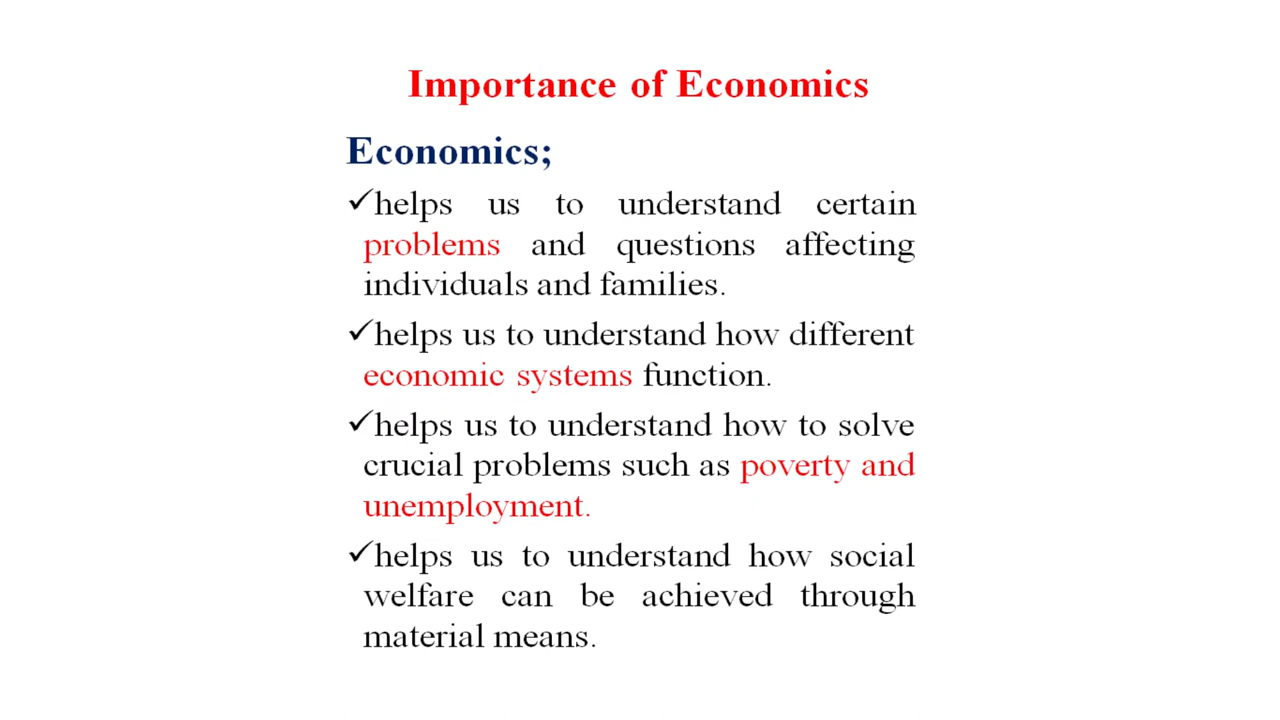 Importance of Economics
Economics;
✓helps us to understand certain
problems and questions affecting
individuals and families.
✓helps us to understand how different
economic systems function.
✓helps us to understand how to solve
crucial problems such as poverty and
unemployment.
✓helps us to understand how social
welfare can be achieved through
material means.